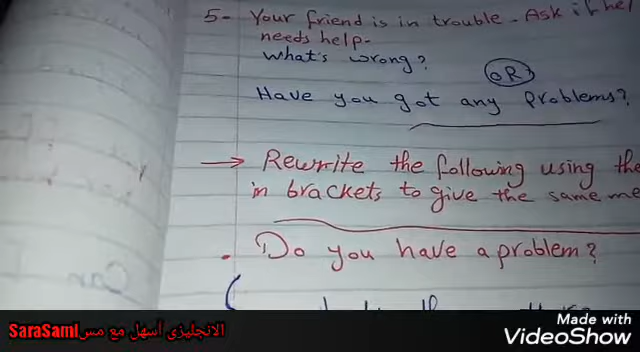 5- Your friend is in trouble. Ask if he
needs help.
what's wrong?
OR
Have you got any problems?
→ Rewrite the following using the
in brackets to give the same
. Do you have a problem?
(
SaraSami الانجليزى أسهل مع مس
Made with
VideoShow